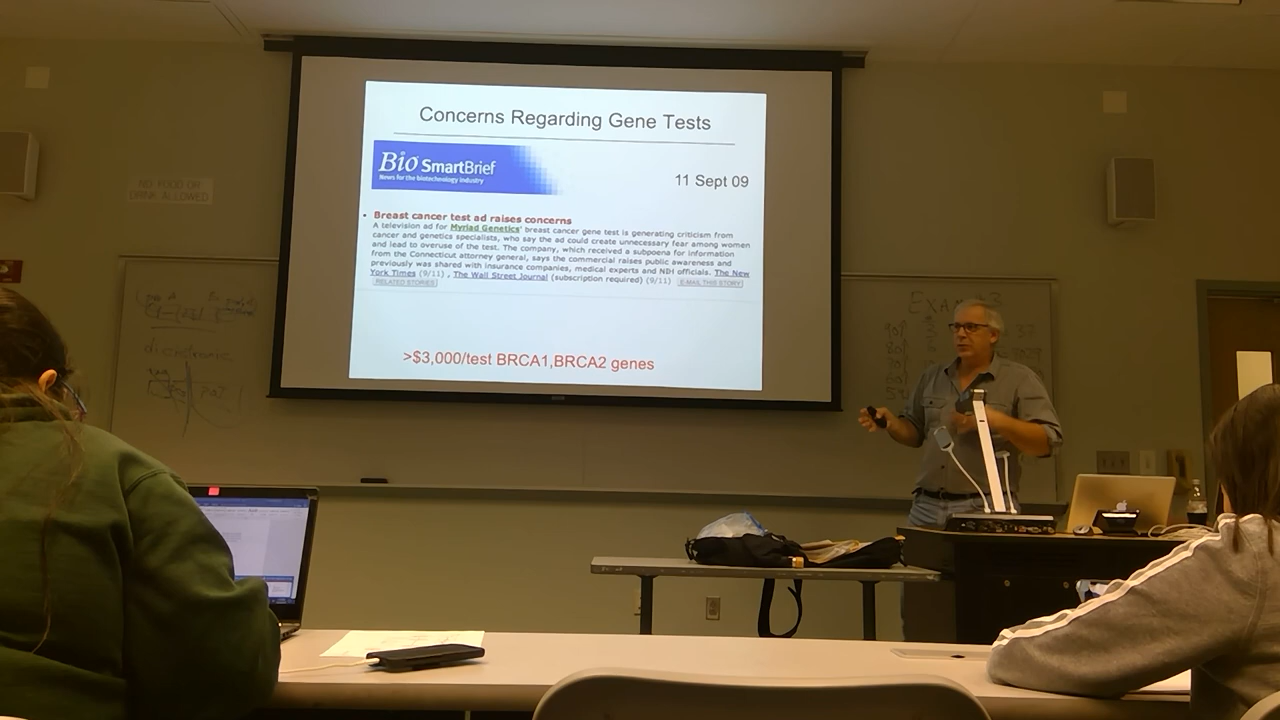 Concerns Regarding Gene Tests
Bio SmartBrief
News for the biotechnology industry
11 Sept 09
• Breast cancer test ad raises concerns
A television ad for Myriad Genetics' breast cancer gene test is generating criticism from
cancer and genetics specialists, who say the ad could create unnecessary fear among women
and lead to overuse of the test. The company, which received a subpoena for information
from the Connecticut attorney general, says the commercial raises public awareness and
previously was shared with insurance companies, medical experts and NIH officials. The New
York Times (9/11) , The Wall Street Journal (subscription required) (9/11) E-MAIL THIS STORY
RELATED STORIES
>$3,000/test BRCA1,BRCA2 genes
NO FOOD OR
DRINK ALLOWED
dicistronic